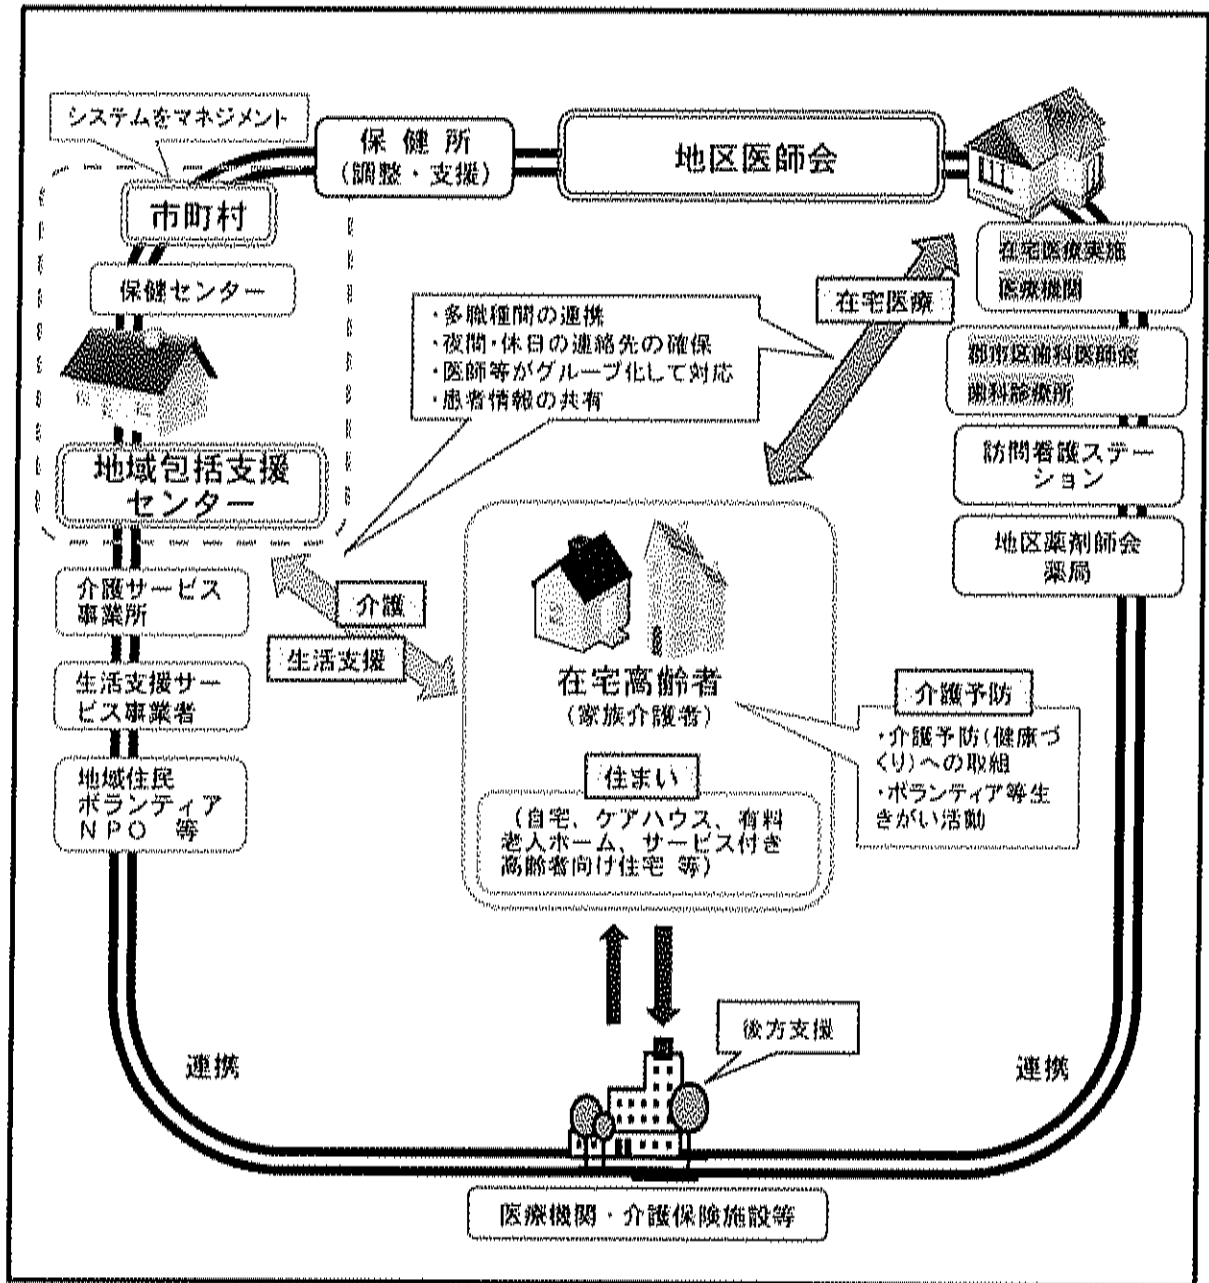 システムをマネジメント
保健所
(調整・支援)
地区医師会
市町村
保健センター
地域包括支援
センター
介護サービス
事業所
生活支援サー
ビス事業者
地域住民
ボランティア
NPO 等
・多職種間の連携
・夜間・休日の連絡先の確保
・医師等がグループ化して対応
・患者情報の共有
在宅医療
在宅医療実施
医療機関
郡市区歯科医師会
歯科診療所
訪問看護ステー
ション
地区薬剤師会
薬局
介護
生活支援
在宅高齢者
(家族介護者)
住まい
(自宅、ケアハウス、有料
老人ホーム、サービス付き
高齢者向け住宅 等)
介護予防
・介護予防(健康づ
くり)への取組
・ボランティア等生
きがい活動
後方支援
連携
連携
医療機関・介護保険施設等